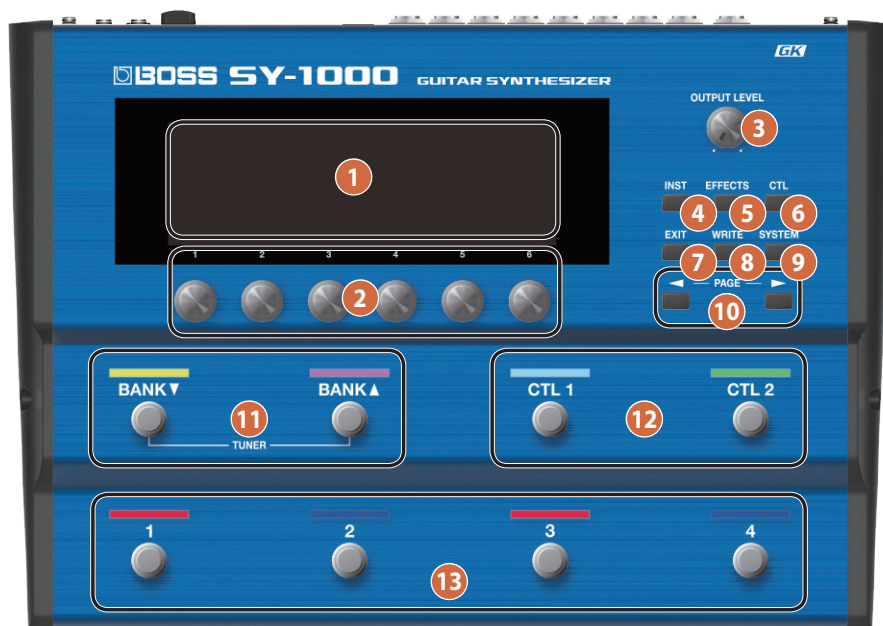 GK
BOSS SY-1000 GUITAR SYNTHESIZER
OUTPUT LEVEL
3
1
INST EFFECTS CTL
4 5 6
EXIT WRITE SYSTEM
7 8 9
1 2 3 4 5 6
2
◄ PAGE ►
10
BANK▼ BANK▲
11
TUNER
CTL 1 CTL 2
12
1 2 3 4
13